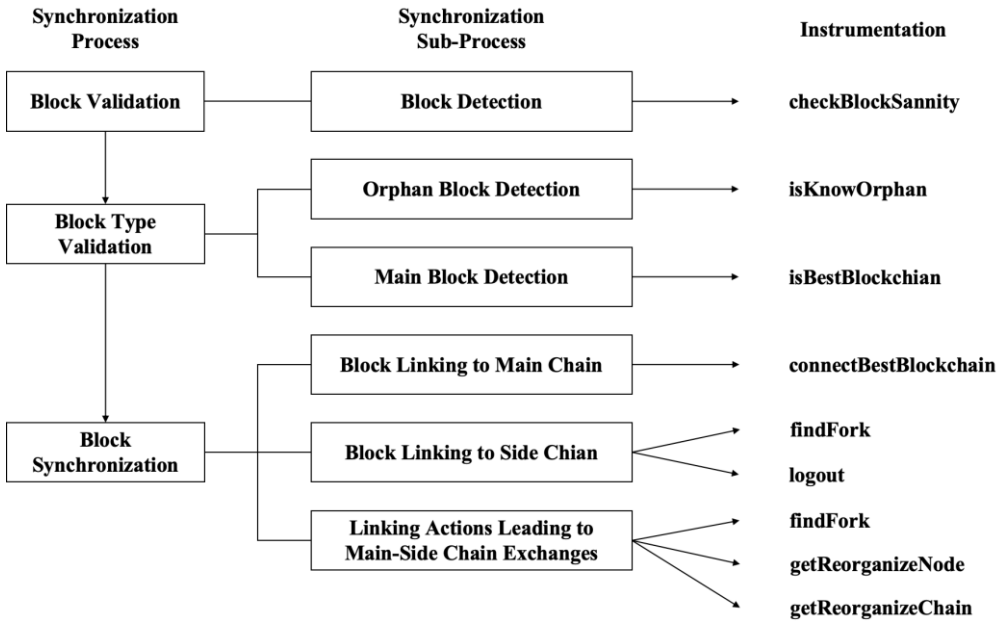 Synchronization
Process
Synchronization
Sub-Process
Instrumentation
Block Validation
Block Detection
checkBlockSannity
Orphan Block Detection
isKnowOrphan
Block Type
Validation
Main Block Detection
isBestBlockchian
Block Linking to Main Chain
connectBestBlockchain
Block
Synchronization
Block Linking to Side Chian
findFork
logout
Linking Actions Leading to
Main-Side Chain Exchanges
findFork
getReorganizeNode
getReorganizeChain